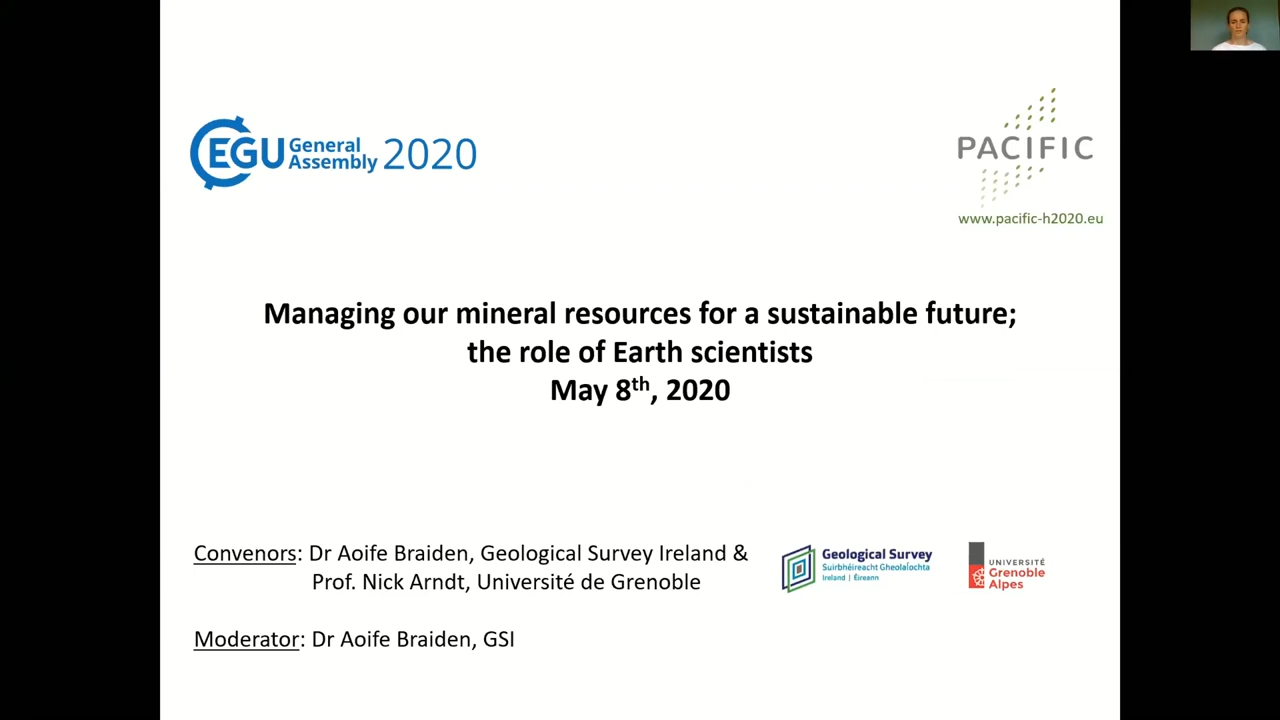 EGU General Assembly 2020
PACIFIC
www.pacific-h2020.eu
Managing our mineral resources for a sustainable future;
the role of Earth scientists
May 8th, 2020
Convenors: Dr Aoife Braiden, Geological Survey Ireland &
Prof. Nick Arndt, Université de Grenoble
Geological Survey
Suirbhéireacht Gheolaíochta
Ireland | Éireann
UNIVERSITÉ
Grenoble
Alpes
Moderator: Dr Aoife Braiden, GSI